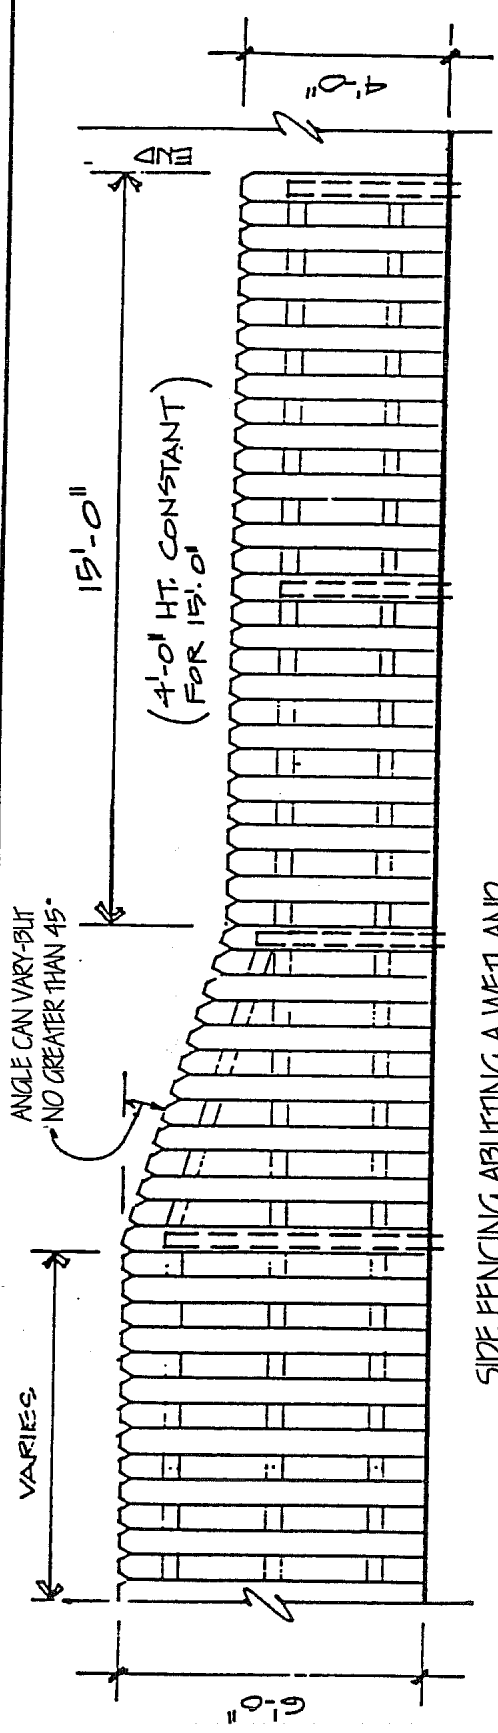 ANGLE CAN VARY-BUT
NO GREATER THAN 45°
VARIES
15'-0"
(4'-0" HT. CONSTANT
FOR 15'-0")
END
6'-0"
4'-0"
SIDE FENCING ABUTTING A WETLAND